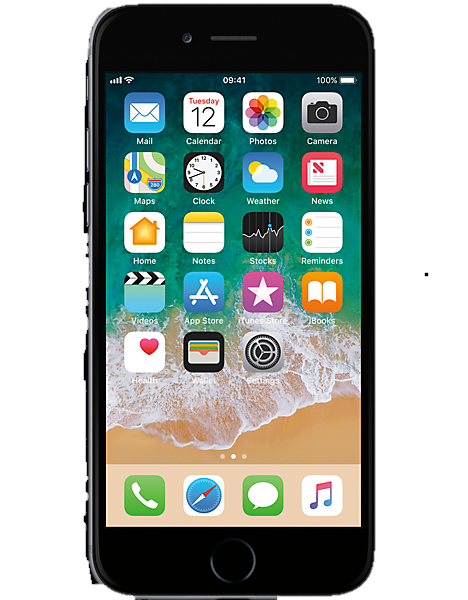 09:41 100%
Tuesday
12
Mail Calendar Photos Camera
280
Maps Clock Weather News
Home Notes Stocks Reminders
Videos App Store iTunes Store iBooks
Health Wallet Settings